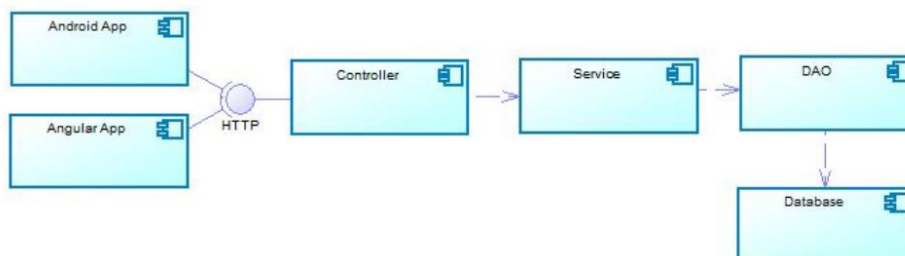 Android App
Angular App
HTTP
Controller
Service
DAO
Database